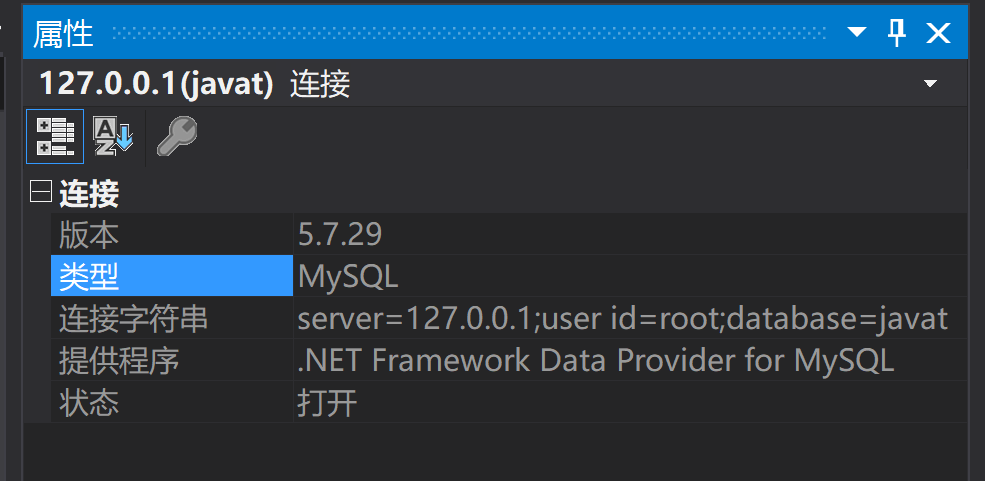 属性
127.0.0.1(javat) 连接
连接
版本 5.7.29
类型 MySQL
连接字符串 server=127.0.0.1;user id=root;database=javat
提供程序 .NET Framework Data Provider for MySQL
状态 打开